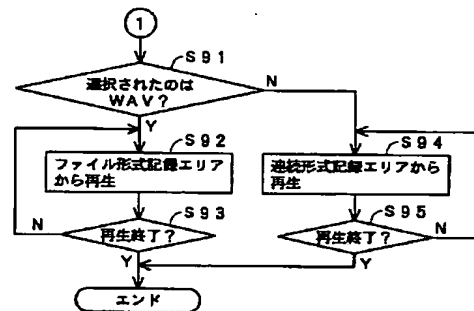 1
S91
選択されたのは
WAV?
N
Y
S92
ファイル形式記録エリア
から再生
S94
連続形式記録エリアから
再生
S93
再生終了?
N
Y
S95
再生終了?
N
Y
エンド